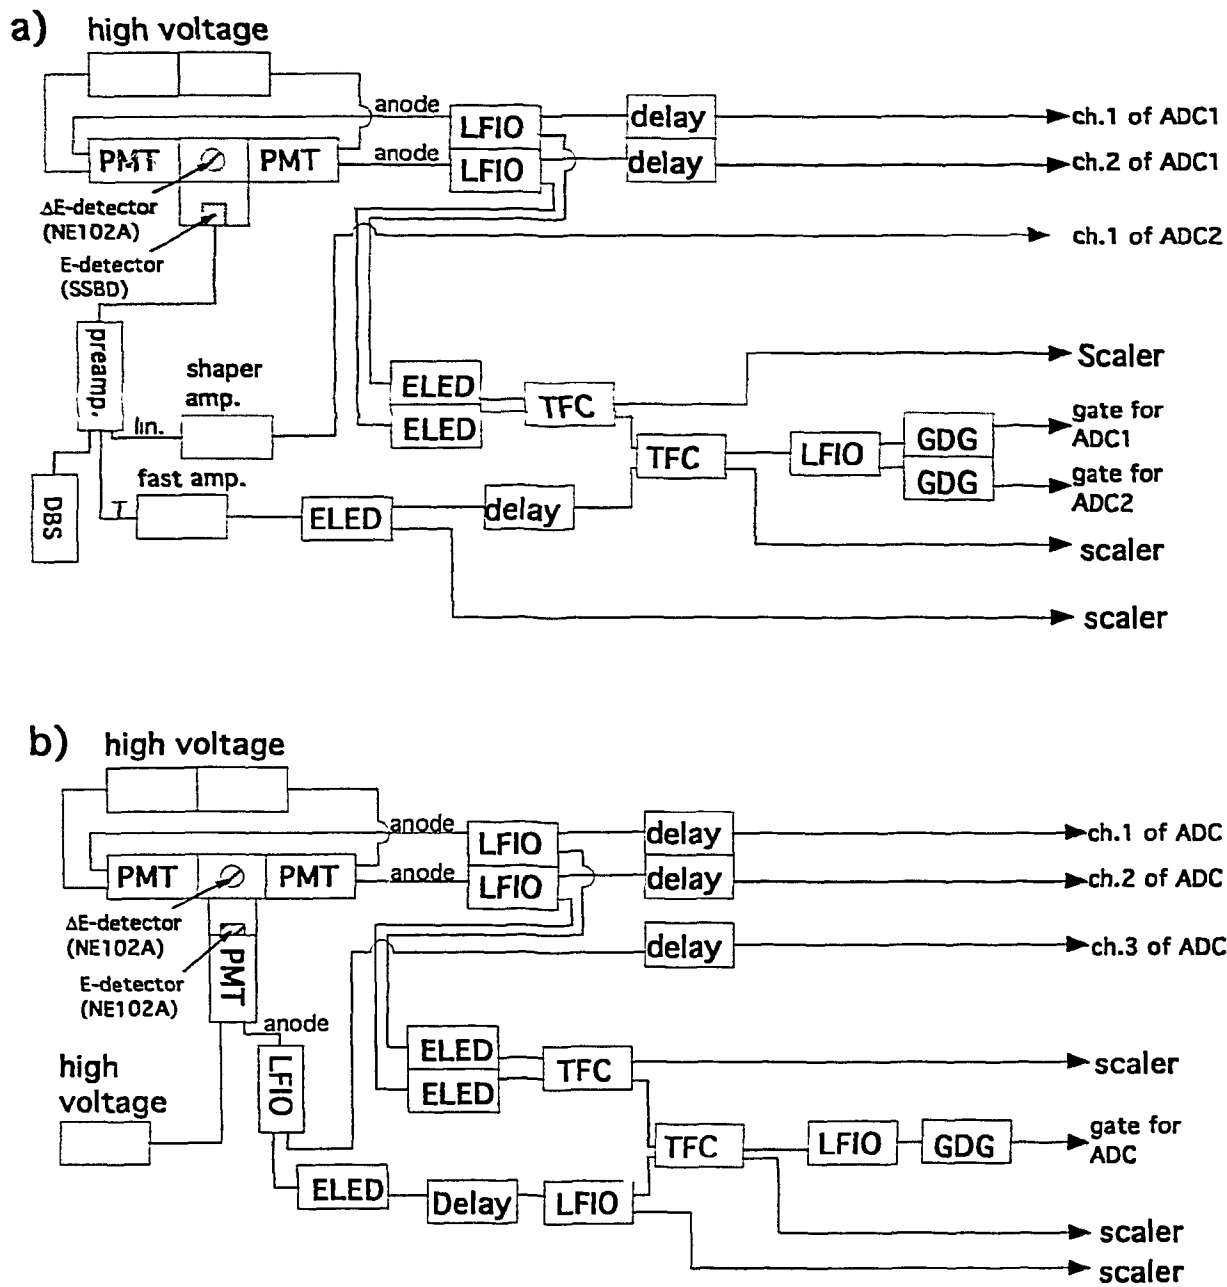 a)
high voltage
anode
LFIO
delay
ch.1 of ADC1
PMT
PMT
anode
LFIO
delay
ch.2 of ADC1
ΔE-detector
(NE102A)
ch.1 of ADC2
E-detector
(SSBD)
preamp.
shaper
amp.
lin.
ELED
ELED
TFC
Scaler
TFC
LFIO
GDG
GDG
gate for
ADC1
gate for
ADC2
DBS
T
fast amp.
ELED
delay
scaler
scaler
b)
high voltage
anode
LFIO
delay
ch.1 of ADC
PMT
PMT
anode
LFIO
delay
ch.2 of ADC
ΔE-detector
(NE102A)
PMT
delay
ch.3 of ADC
E-detector
(NE102A)
anode
LFIO
high
voltage
ELED
ELED
TFC
scaler
TFC
LFIO
GDG
gate for
ADC
ELED
Delay
LFIO
scaler
scaler